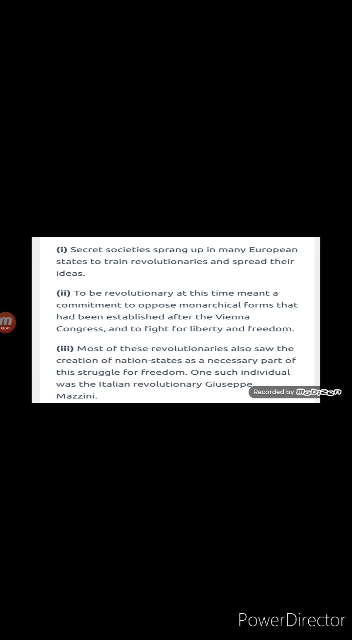 (i) Secret societies sprang up in many European
states to train revolutionaries and spread their
ideas.
(ii) To be revolutionary at this time meant a
commitment to oppose monarchical forms that
had been established after the Vienna
Congress, and to fight for liberty and freedom.
(iii) Most of these revolutionaries also saw the
creation of nation-states as a necessary part of
this struggle for freedom. One such individual
was the Italian revolutionary Giuseppe
Mazzini.
Recorded by mobizen
PowerDirector